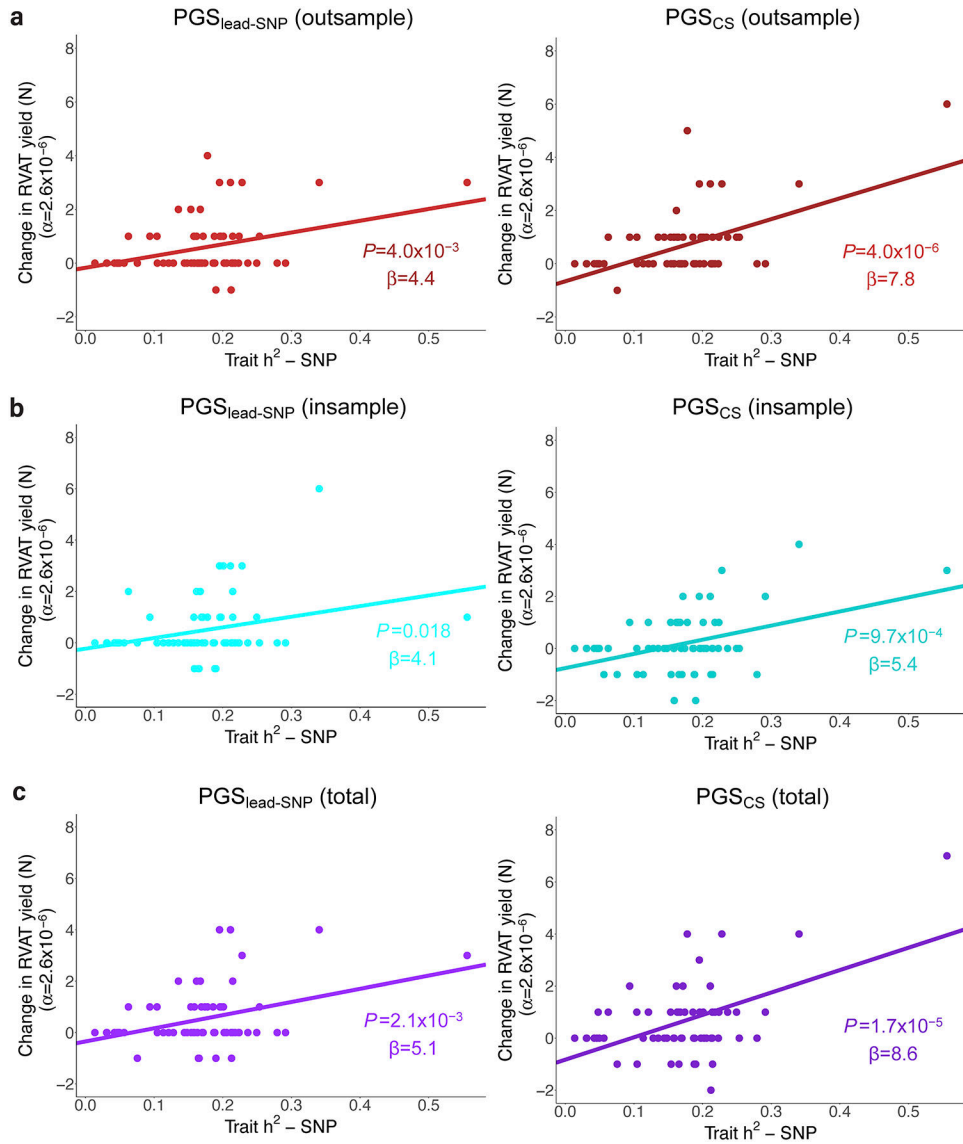 a
PGSlead-SNP (outsample)
Change in RVAT yield (N)
(α=2.6x10⁻⁶)
8
6
4
2
0
−2
P=4.0x10⁻³
β=4.4
0.0 0.1 0.2 0.3 0.4 0.5
Trait h² − SNP
PGSCS (outsample)
Change in RVAT yield (N)
(α=2.6x10⁻⁶)
8
6
4
2
0
−2
P=4.0x10⁻⁶
β=7.8
0.0 0.1 0.2 0.3 0.4 0.5
Trait h² − SNP
b
PGSlead-SNP (insample)
Change in RVAT yield (N)
(α=2.6x10⁻⁶)
8
6
4
2
0
−2
P=0.018
β=4.1
0.0 0.1 0.2 0.3 0.4 0.5
Trait h² − SNP
PGSCS (insample)
Change in RVAT yield (N)
(α=2.6x10⁻⁶)
8
6
4
2
0
−2
P=9.7x10⁻⁴
β=5.4
0.0 0.1 0.2 0.3 0.4 0.5
Trait h² − SNP
c
PGSlead-SNP (total)
Change in RVAT yield (N)
(α=2.6x10⁻⁶)
8
6
4
2
0
−2
P=2.1x10⁻³
β=5.1
0.0 0.1 0.2 0.3 0.4 0.5
Trait h² − SNP
PGSCS (total)
Change in RVAT yield (N)
(α=2.6x10⁻⁶)
8
6
4
2
0
−2
P=1.7x10⁻⁵
β=8.6
0.0 0.1 0.2 0.3 0.4 0.5
Trait h² − SNP